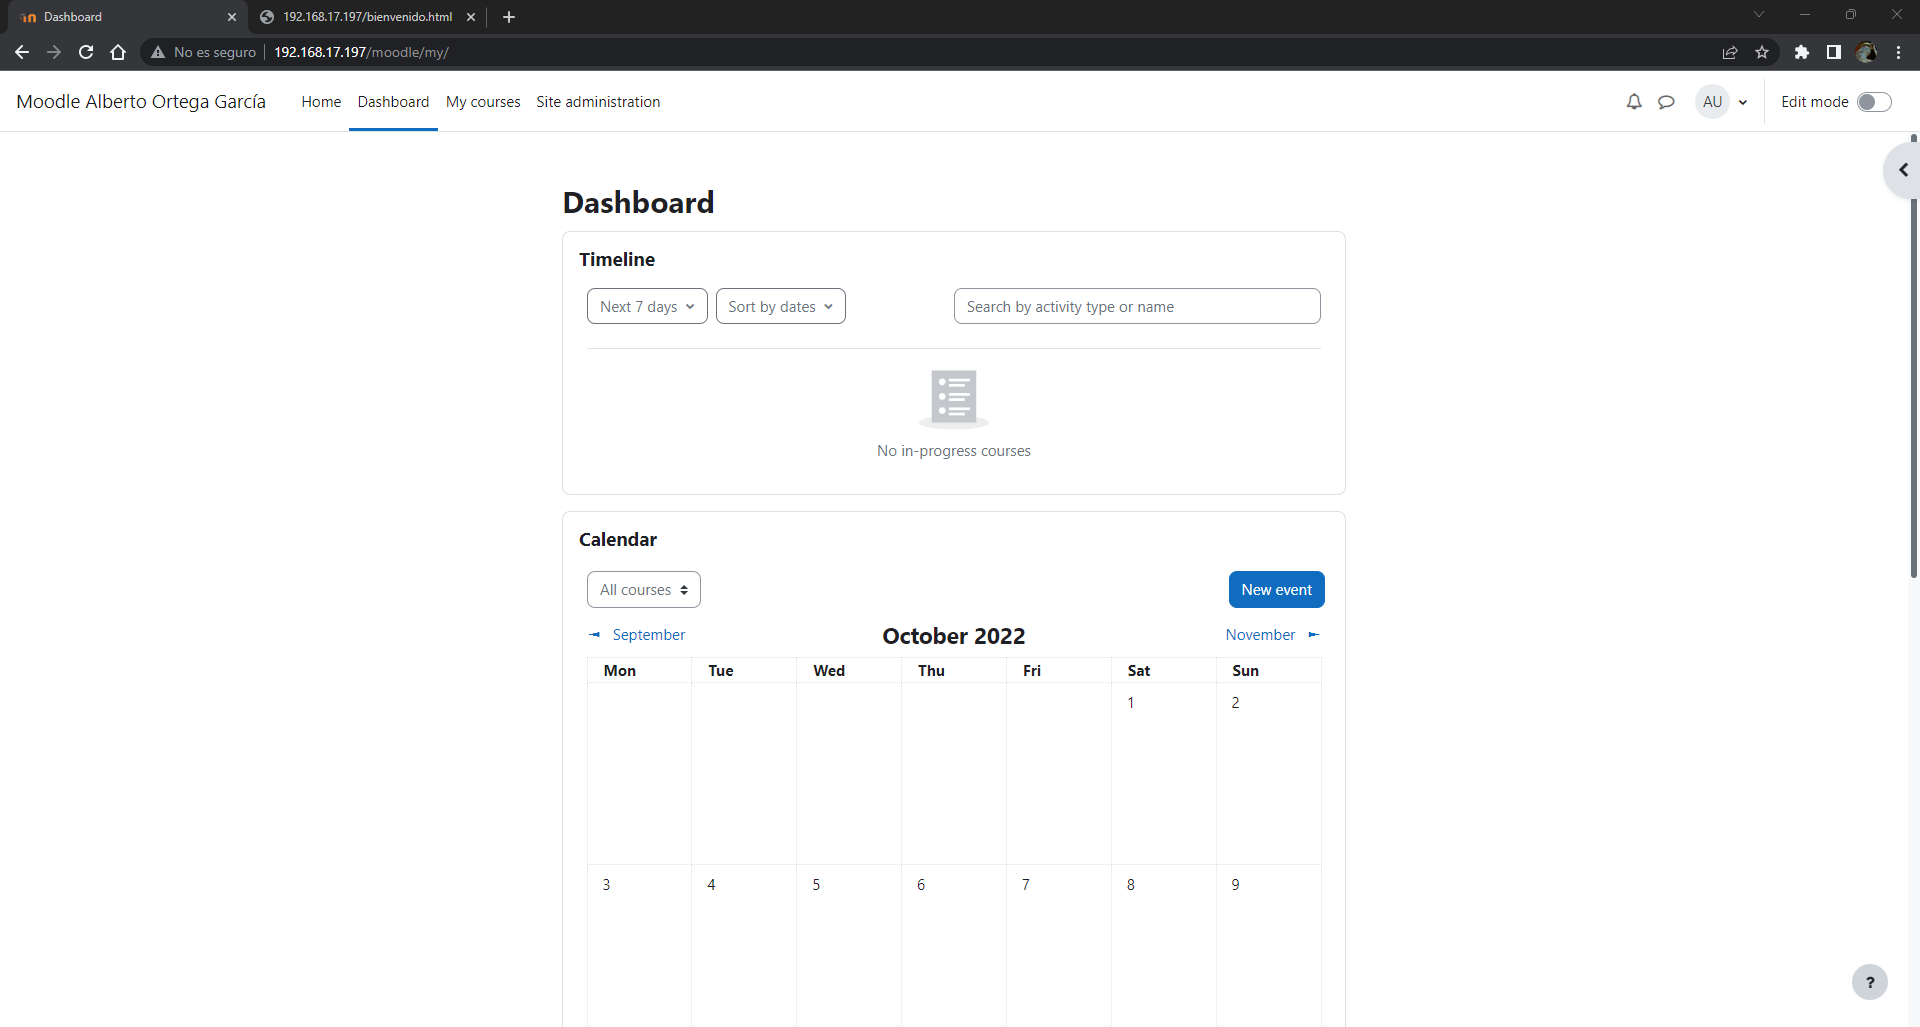 Dashboard
192.168.17.197/bienvenido.html
No es seguro 192.168.17.197/moodle/my/
Moodle Alberto Ortega García Home Dashboard My courses Site administration AU Edit mode
Dashboard
Timeline
Next 7 days Sort by dates Search by activity type or name
No in-progress courses
Calendar
All courses New event
September October 2022 November
Mon Tue Wed Thu Fri Sat Sun
1 2
3 4 5 6 7 8 9
?